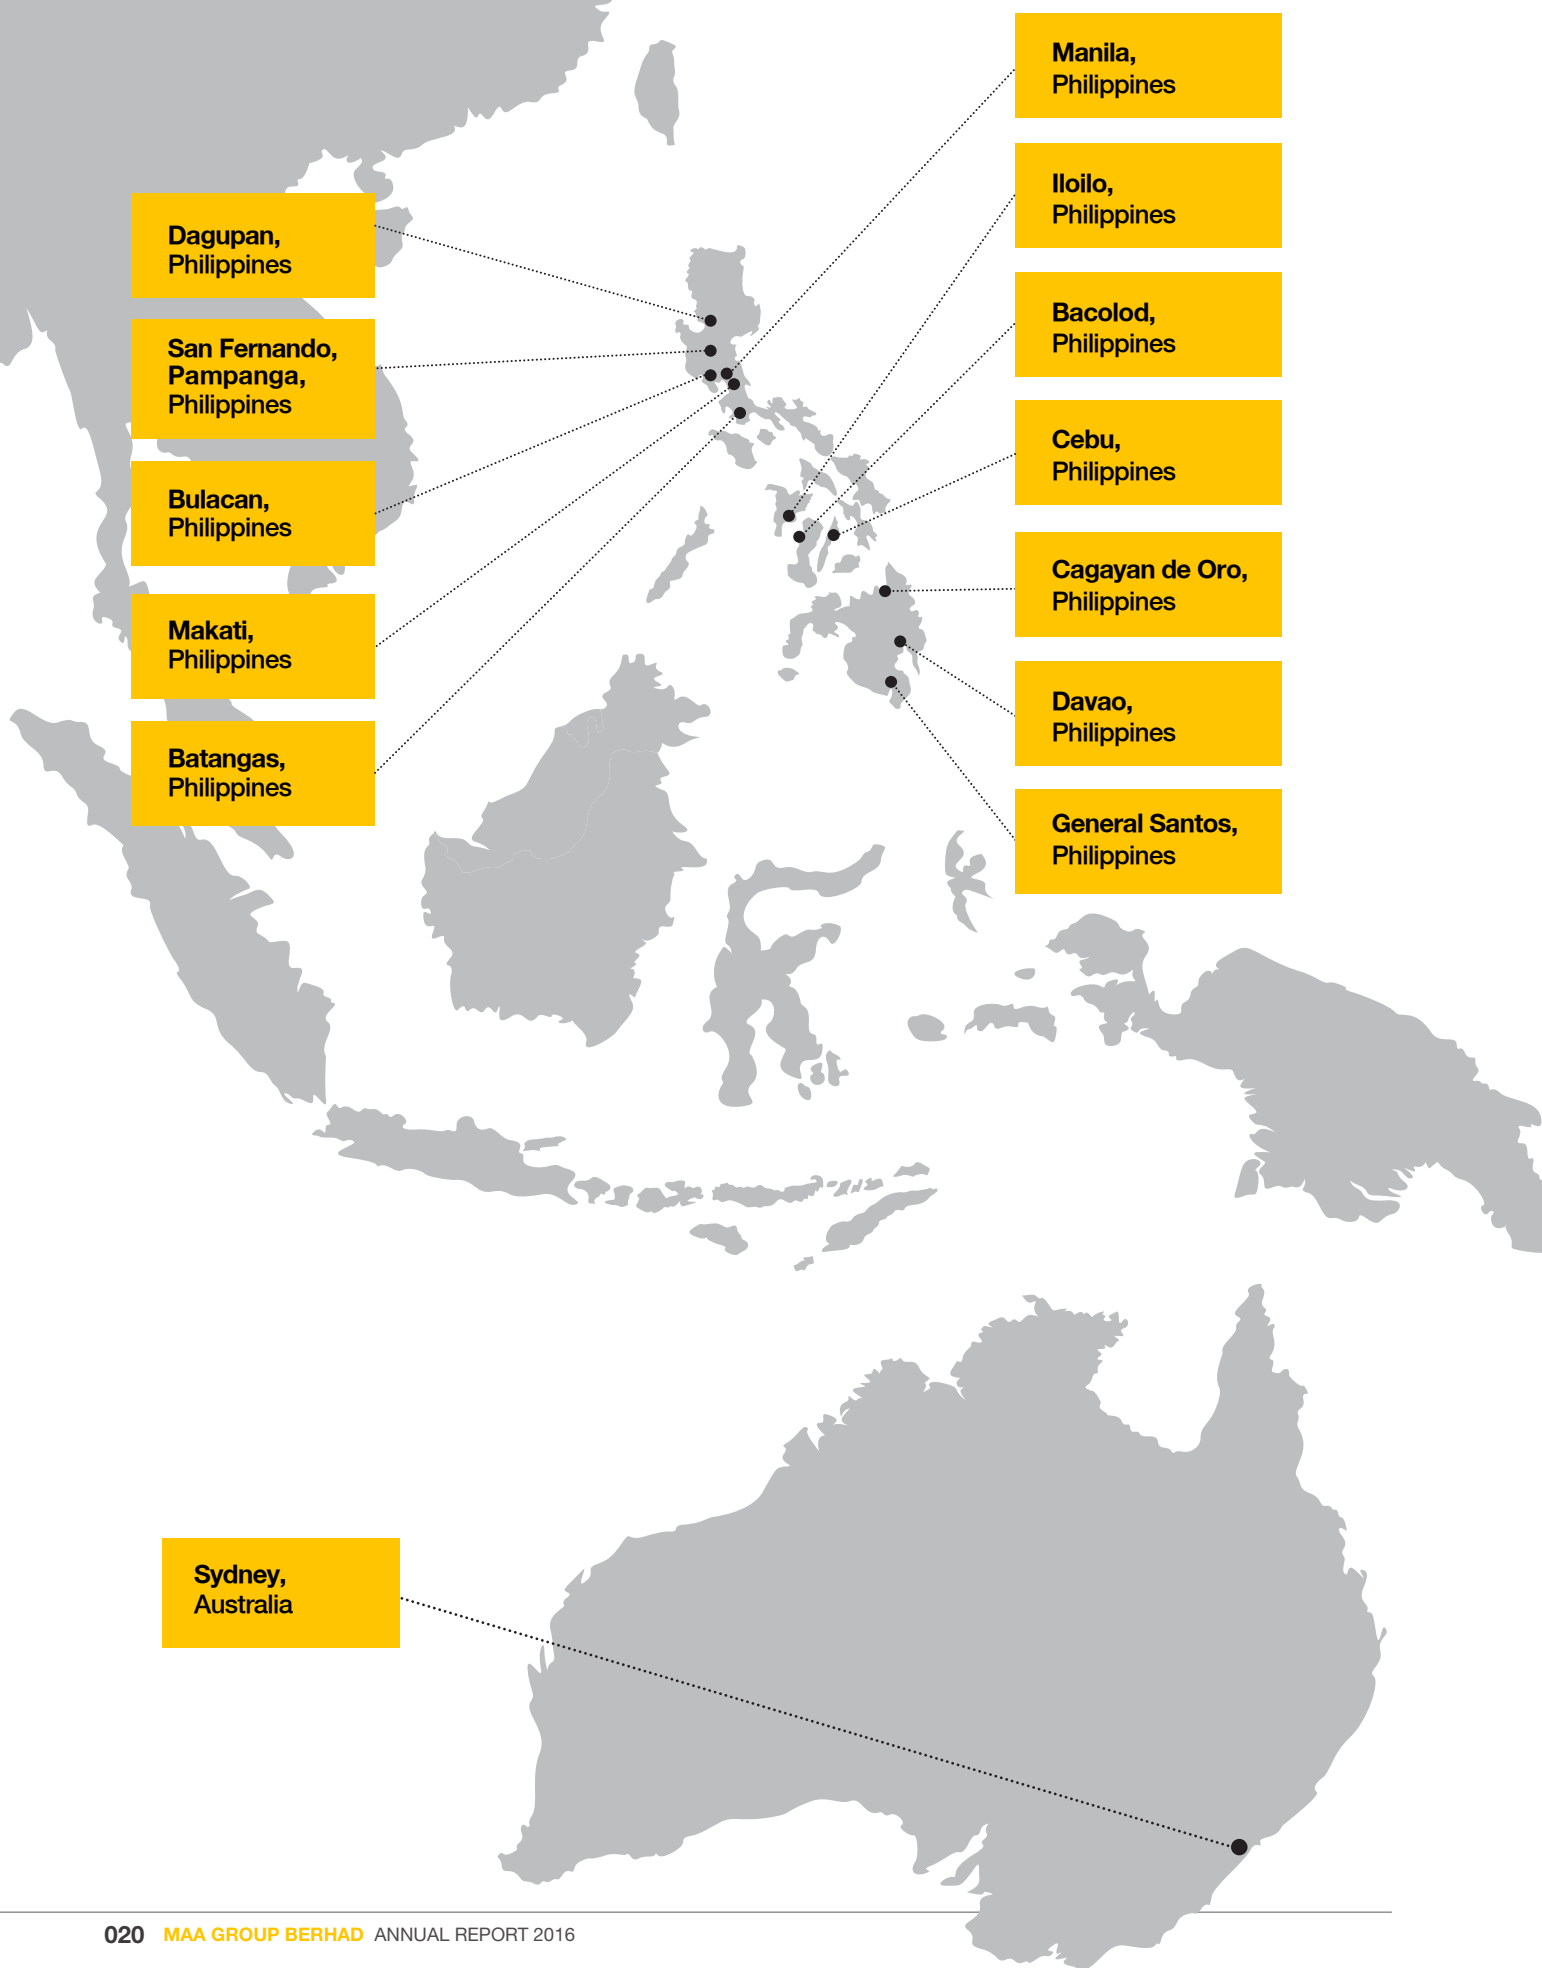 Manila,
Philippines
Iloilo,
Philippines
Bacolod,
Philippines
Cebu,
Philippines
Cagayan de Oro,
Philippines
Davao,
Philippines
General Santos,
Philippines
Dagupan,
Philippines
San Fernando,
Pampanga,
Philippines
Bulacan,
Philippines
Makati,
Philippines
Batangas,
Philippines
Sydney,
Australia
020 MAA GROUP BERHAD ANNUAL REPORT 2016